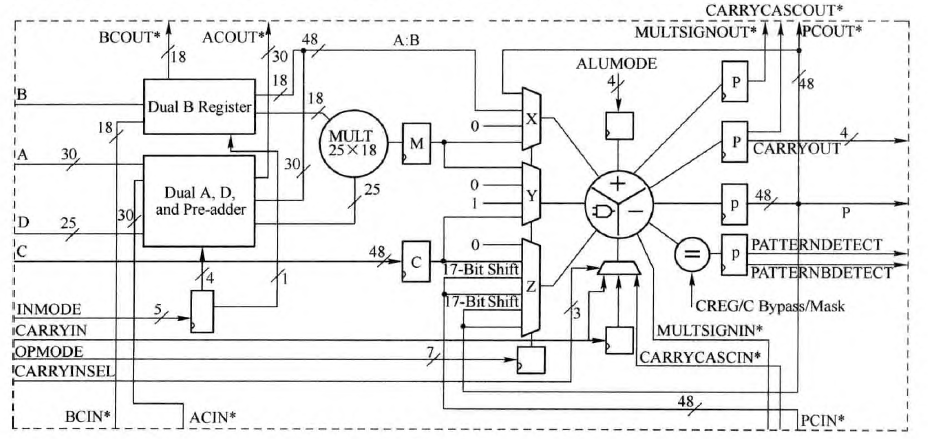 CARRYCASCOUT*
BCOUT* ACOUT* MULTSIGNOUT* PCOUT*
18 30 48 A:B
ALUMODE
18 4 P 48
B Dual B Register 18 0 X
18 MULT 25×18 M P 4
CARRYOUT
A 30 30 0 Y
Dual A, D, and Pre-adder 25 1 + − p 48 P
30
D 25
C 48 C 0 = p PATTERNDETECT
17-Bit Shift Z PATTERNBDETECT
4 1 17-Bit Shift
3 CREG/C Bypass/Mask
INMODE 5
CARRYIN MULTSIGNIN*
OPMODE 7 CARRYCASCIN*
CARRYINSEL
48
BCIN* ACIN* PCIN*